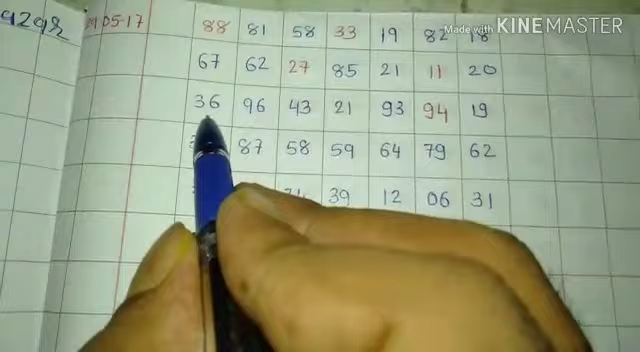 05-17 88 81 58 33 19 82 18
Made with KINEMASTER
67 62 27 85 21 11 20
36 96 43 21 93 94 19
87 58 59 64 79 62
39 12 06 31